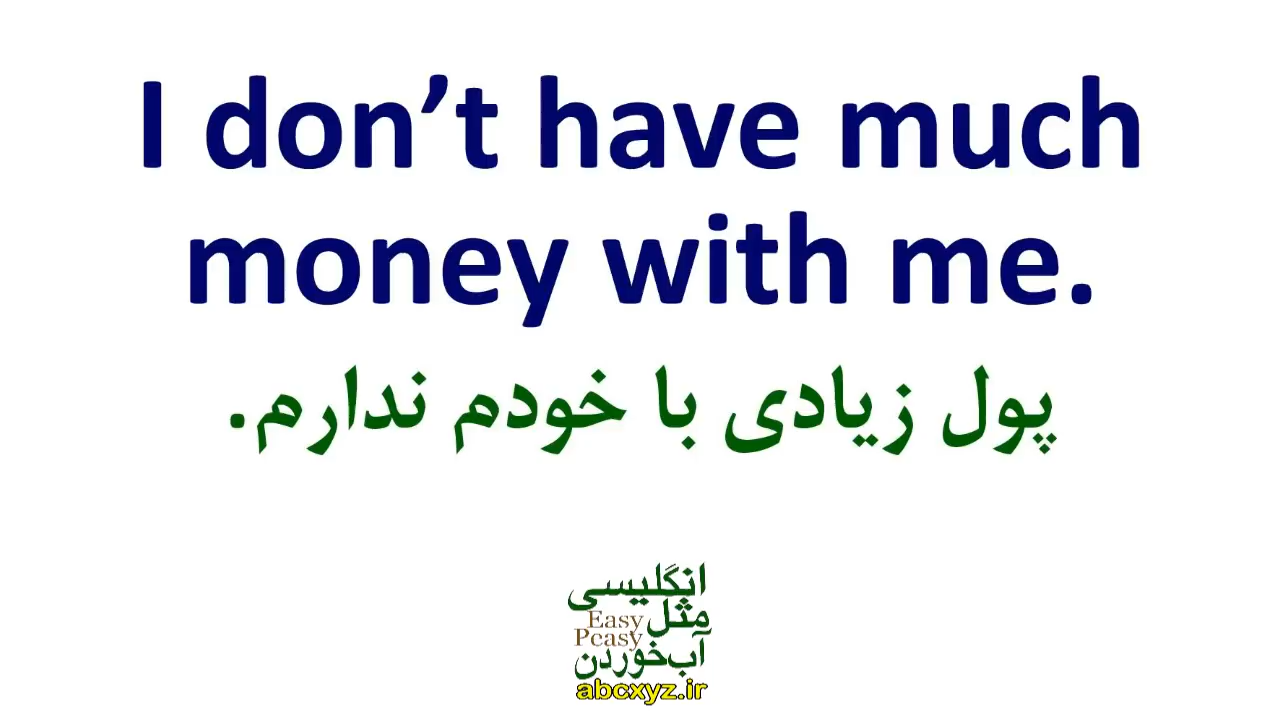 I don’t have much
money with me.
پول زیادی با خودم ندارم.
انگلیسی
مثل
Easy
Peasy
آب‌خوردن
abcxyz.ir